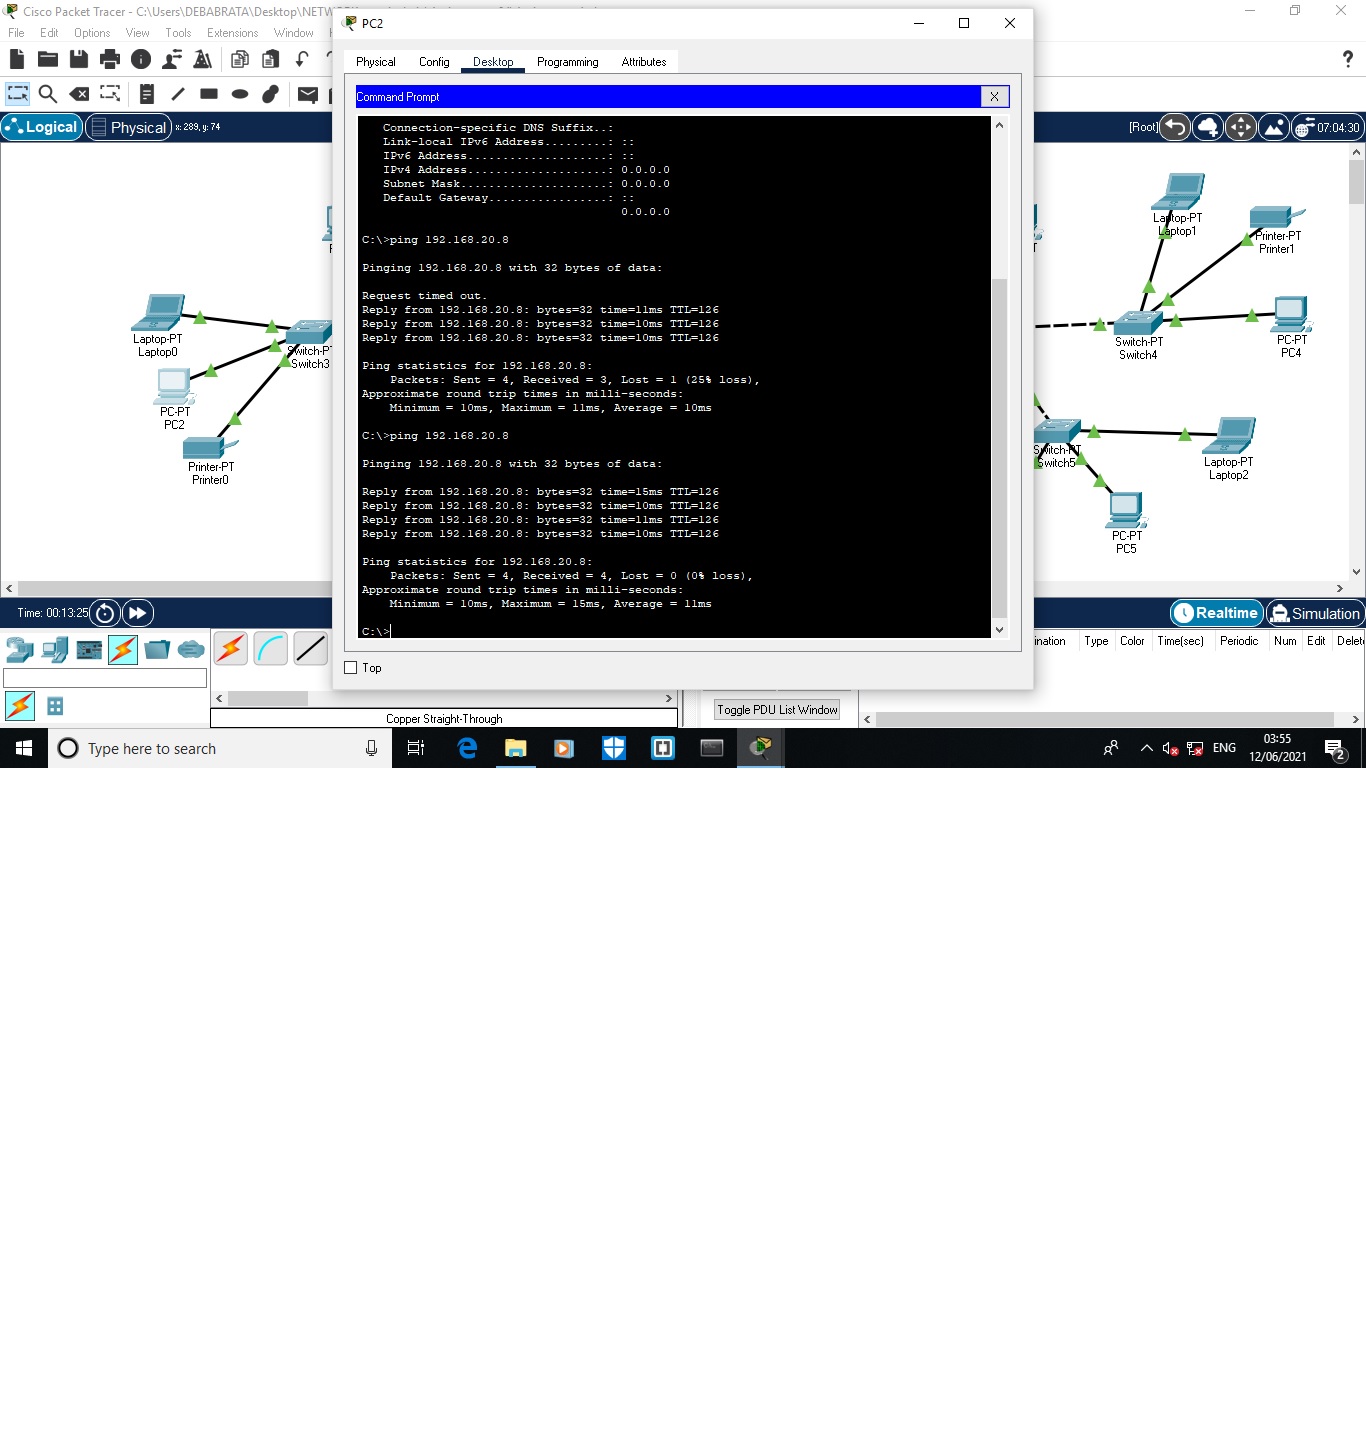 Cisco Packet Tracer - C:\Users\DEBABRATA\Desktop\NETW
PC2
File Edit Options View Tools Extensions Window
Physical Config Desktop Programming Attributes
Command Prompt
X
Logical
Physical
x: 289, y: 74
[Root]
07:04:30
Connection-specific DNS Suffix..:
Link-local IPv6 Address.........: ::
IPv6 Address....................: ::
IPv4 Address....................: 0.0.0.0
Subnet Mask.....................: 0.0.0.0
Default Gateway.................: ::
0.0.0.0
C:\>ping 192.168.20.8
Pinging 192.168.20.8 with 32 bytes of data:
Request timed out.
Reply from 192.168.20.8: bytes=32 time=11ms TTL=126
Reply from 192.168.20.8: bytes=32 time=10ms TTL=126
Reply from 192.168.20.8: bytes=32 time=10ms TTL=126
Ping statistics for 192.168.20.8:
Packets: Sent = 4, Received = 3, Lost = 1 (25% loss),
Approximate round trip times in milli-seconds:
Minimum = 10ms, Maximum = 11ms, Average = 10ms
C:\>ping 192.168.20.8
Pinging 192.168.20.8 with 32 bytes of data:
Reply from 192.168.20.8: bytes=32 time=15ms TTL=126
Reply from 192.168.20.8: bytes=32 time=10ms TTL=126
Reply from 192.168.20.8: bytes=32 time=11ms TTL=126
Reply from 192.168.20.8: bytes=32 time=10ms TTL=126
Ping statistics for 192.168.20.8:
Packets: Sent = 4, Received = 4, Lost = 0 (0% loss),
Approximate round trip times in milli-seconds:
Minimum = 10ms, Maximum = 15ms, Average = 11ms
C:\>
Top
Laptop-PT
Laptop0
Switch-PT
Switch3
PC-PT
PC2
Printer-PT
Printer0
Laptop-PT
Laptop1
Printer-PT
Printer1
Switch-PT
Switch4
PC-PT
PC4
Switch-PT
Switch5
Laptop-PT
Laptop2
PC-PT
PC5
Time: 00:13:25
Realtime
Simulation
ination Type Color Time(sec) Periodic Num Edit Delet
Toggle PDU List Window
Copper Straight-Through
Type here to search
ENG
03:55
12/06/2021
2